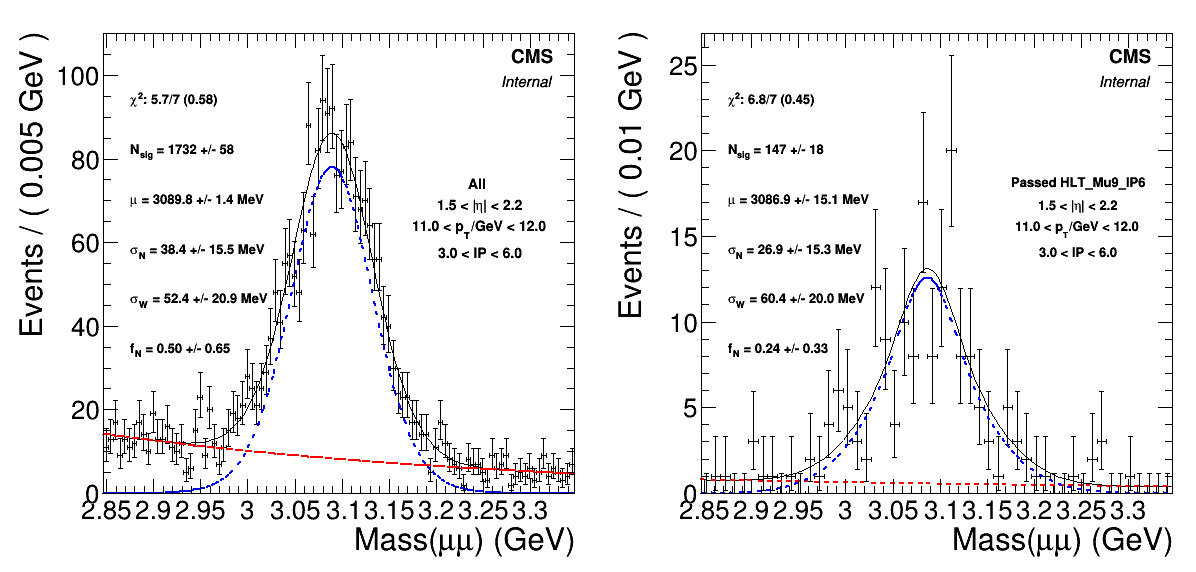 Events / ( 0.005 GeV )
100
80
60
40
20
0
CMS
Internal
χ²: 5.7/7 (0.58)
N_sig = 1732 +/- 58
μ = 3089.8 +/- 1.4 MeV
σ_N = 38.4 +/- 15.5 MeV
σ_W = 52.4 +/- 20.9 MeV
f_N = 0.50 +/- 0.65
All
1.5 < |η| < 2.2
11.0 < p_T/GeV < 12.0
3.0 < IP < 6.0
2.85 2.9 2.95 3 3.05 3.1 3.15 3.2 3.25 3.3
Mass(μμ) (GeV)
Events / ( 0.01 GeV )
25
20
15
10
5
0
CMS
Internal
χ²: 6.8/7 (0.45)
N_sig = 147 +/- 18
μ = 3086.9 +/- 15.1 MeV
σ_N = 26.9 +/- 15.3 MeV
σ_W = 60.4 +/- 20.0 MeV
f_N = 0.24 +/- 0.33
Passed HLT_Mu9_IP6
1.5 < |η| < 2.2
11.0 < p_T/GeV < 12.0
3.0 < IP < 6.0
2.85 2.9 2.95 3 3.05 3.1 3.15 3.2 3.25 3.3
Mass(μμ) (GeV)